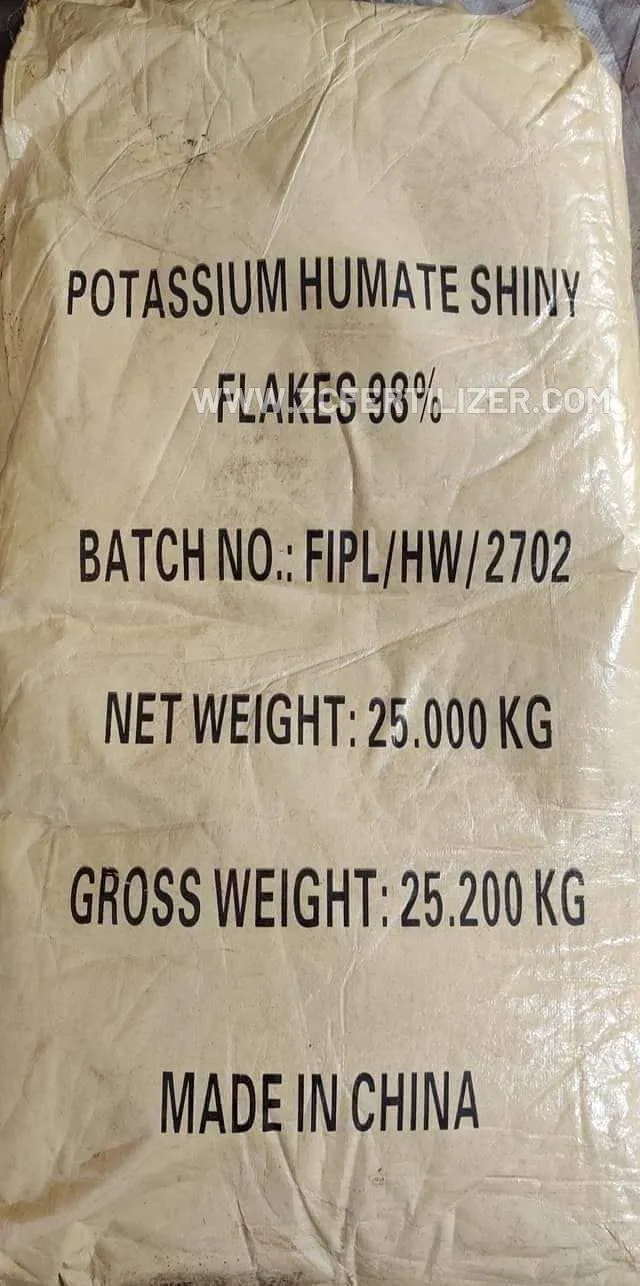 POTASSIUM HUMATE SHINY
FLAKES 98%
WWW.ZCFERTILIZER.COM
BATCH NO.: FIPL/HW/2702
NET WEIGHT: 25.000 KG
GROSS WEIGHT: 25.200 KG
MADE IN CHINA